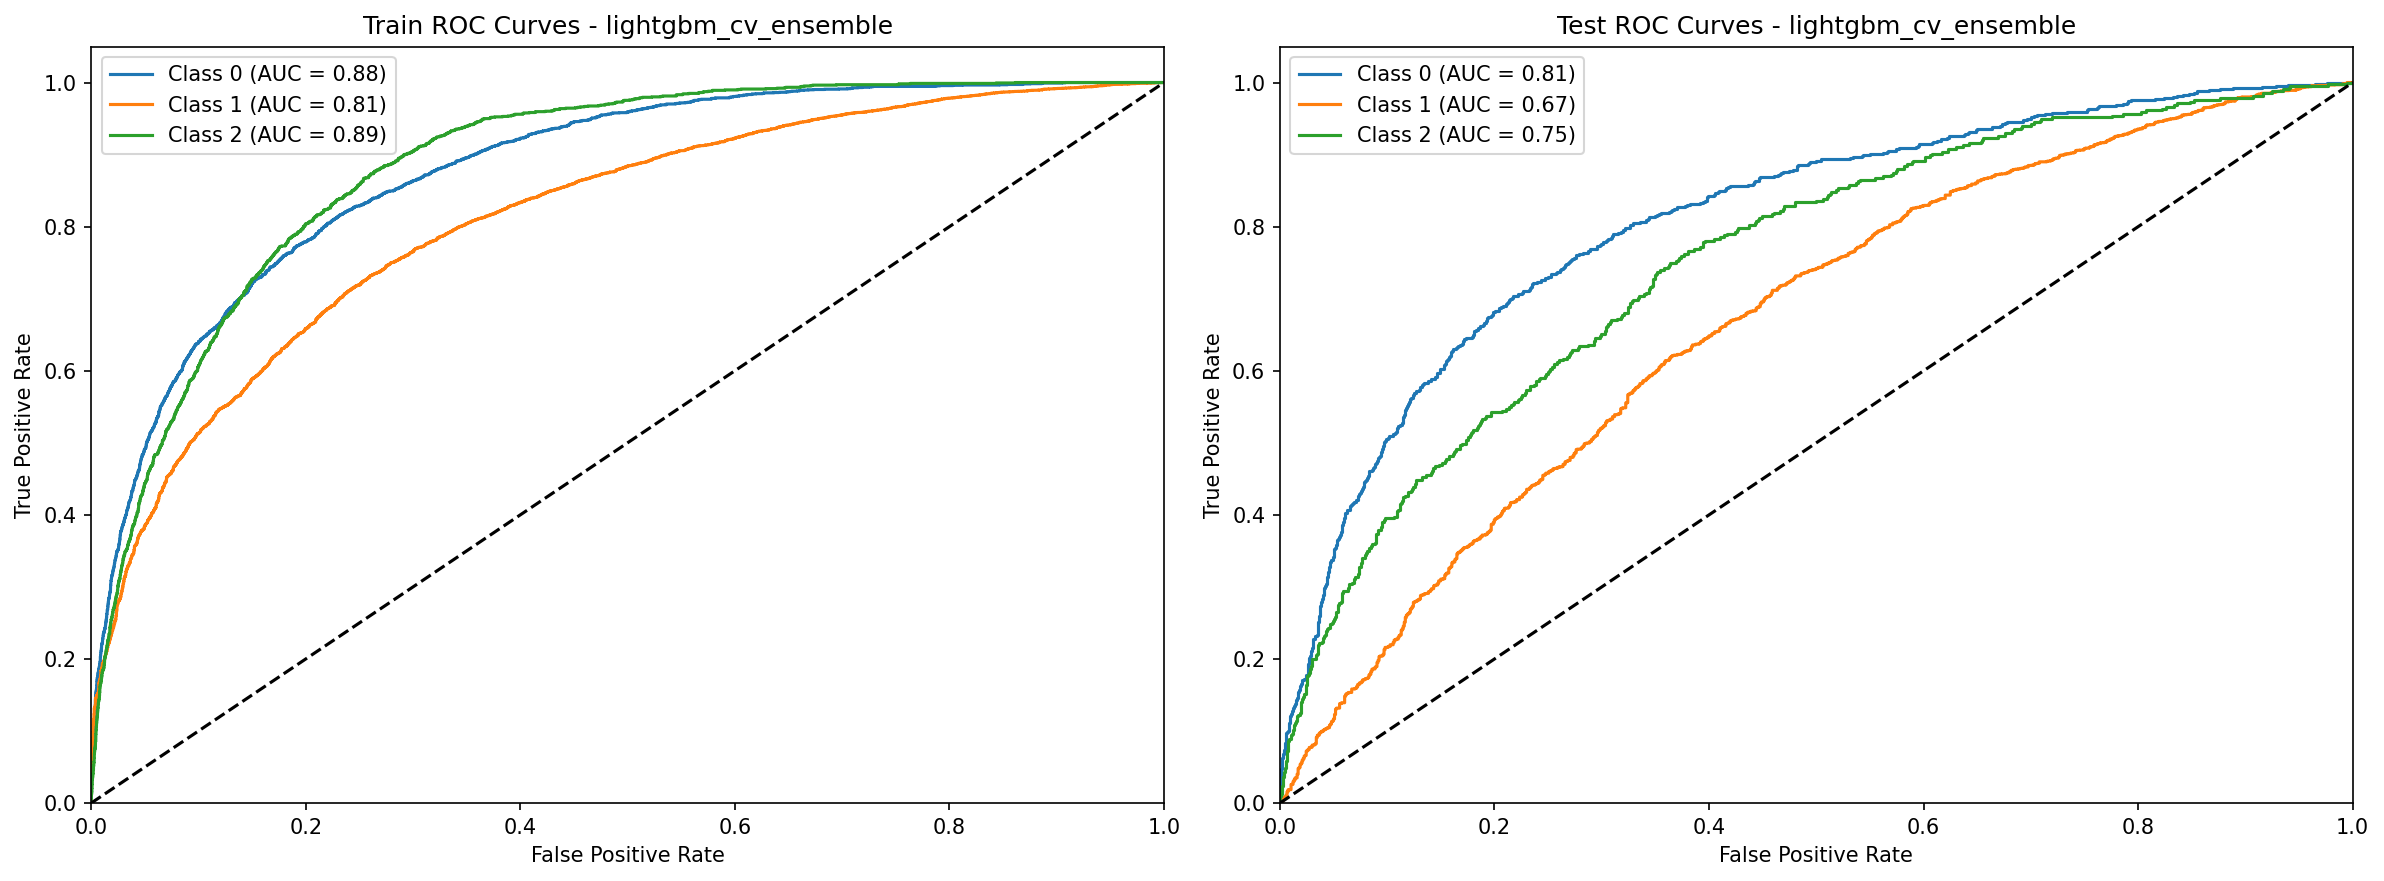 Train ROC Curves - lightgbm_cv_ensemble
Class 0 (AUC = 0.88)
Class 1 (AUC = 0.81)
Class 2 (AUC = 0.89)
True Positive Rate
1.0
0.8
0.6
0.4
0.2
0.0
0.0 0.2 0.4 0.6 0.8 1.0
False Positive Rate
Test ROC Curves - lightgbm_cv_ensemble
Class 0 (AUC = 0.81)
Class 1 (AUC = 0.67)
Class 2 (AUC = 0.75)
True Positive Rate
1.0
0.8
0.6
0.4
0.2
0.0
0.0 0.2 0.4 0.6 0.8 1.0
False Positive Rate